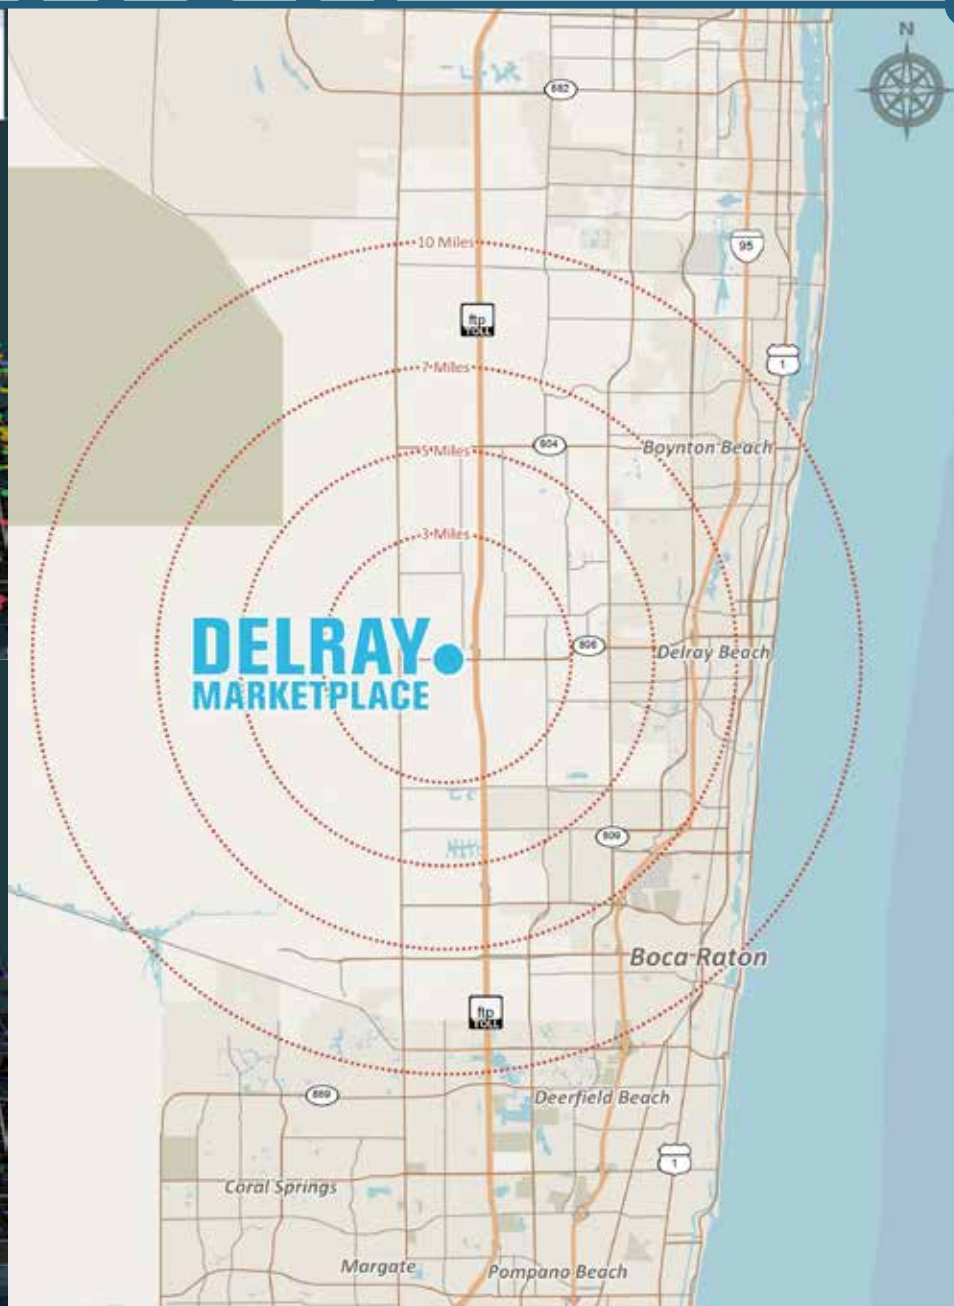 N
882
10 Miles
95
ftp
TOLL
1
7 Miles
804
Boynton Beach
5 Miles
3 Miles
DELRAY
MARKETPLACE
806
Delray Beach
809
Boca Raton
ftp
TOLL
869
Deerfield Beach
1
Coral Springs
Margate
Pompano Beach